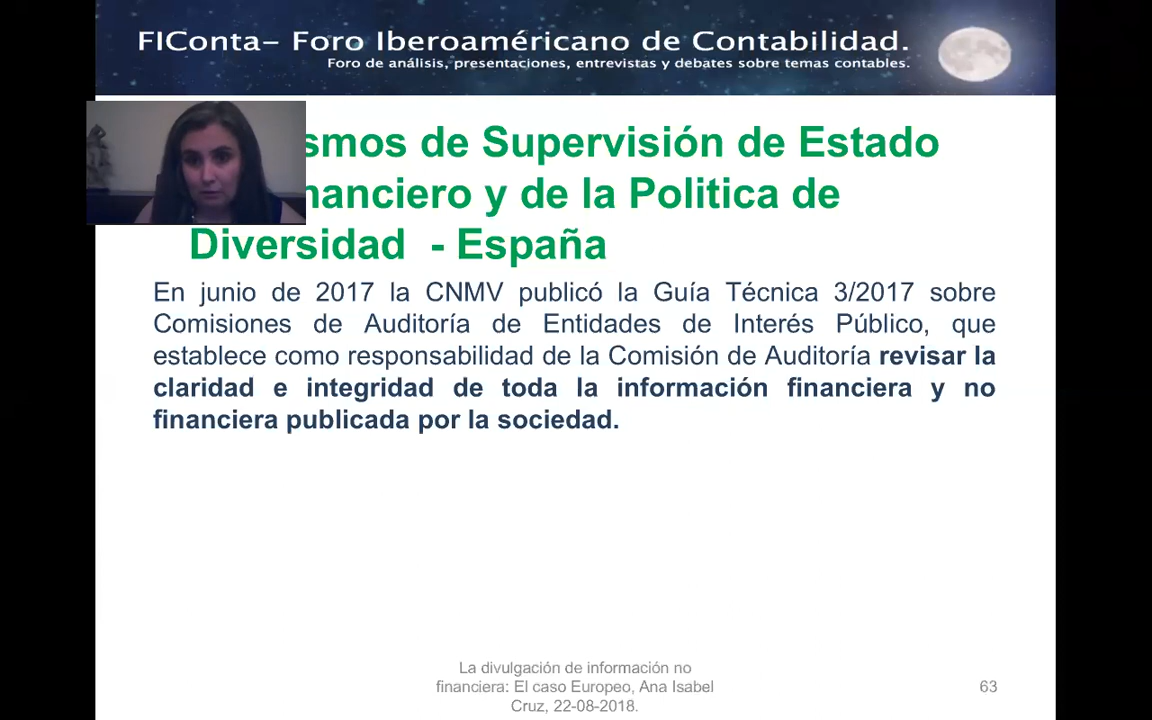 FIConta– Foro Iberoaméricano de Contabilidad.
Foro de análisis, presentaciones, entrevistas y debates sobre temas contables.
smos de Supervisión de Estado
nanciero y de la Politica de
Diversidad - España
En junio de 2017 la CNMV publicó la Guía Técnica 3/2017 sobre
Comisiones de Auditoría de Entidades de Interés Público, que
establece como responsabilidad de la Comisión de Auditoría revisar la
claridad e integridad de toda la información financiera y no
financiera publicada por la sociedad.
La divulgación de información no
financiera: El caso Europeo, Ana Isabel
Cruz, 22-08-2018.
63